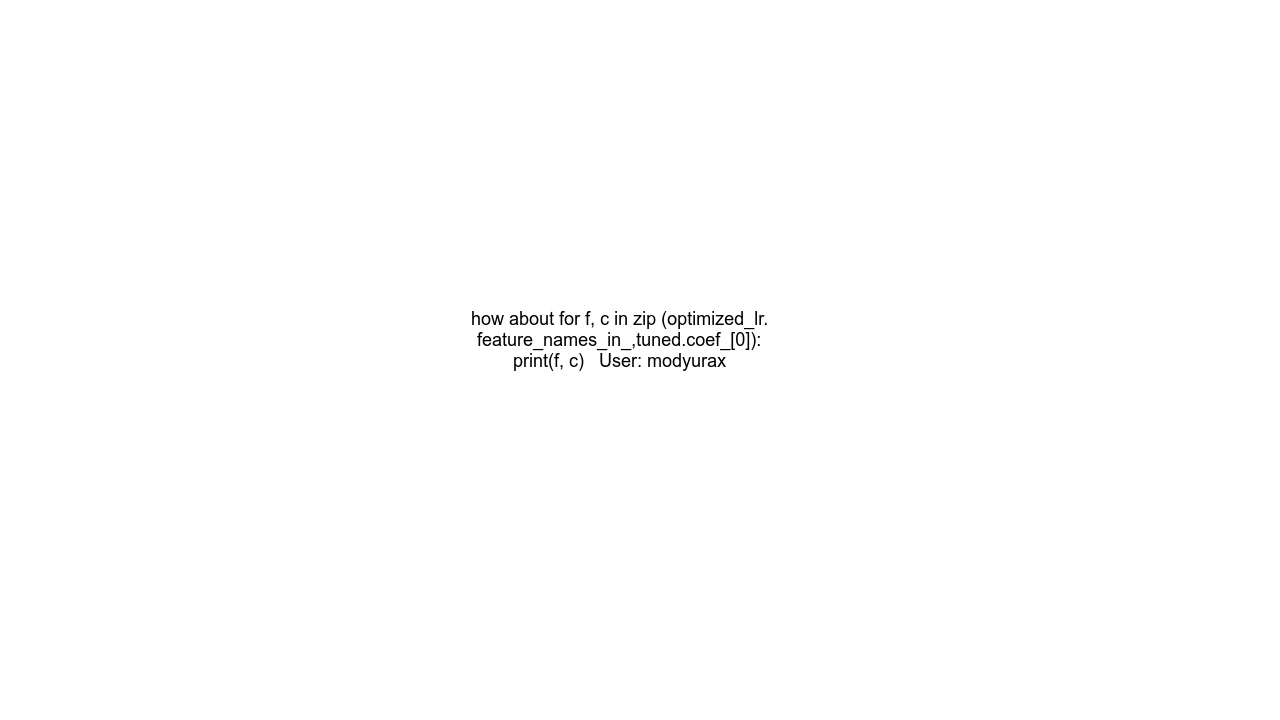 how about for f, c in zip (optimized_lr.
feature_names_in_,tuned.coef_[0]):
print(f, c)   User: modyurax